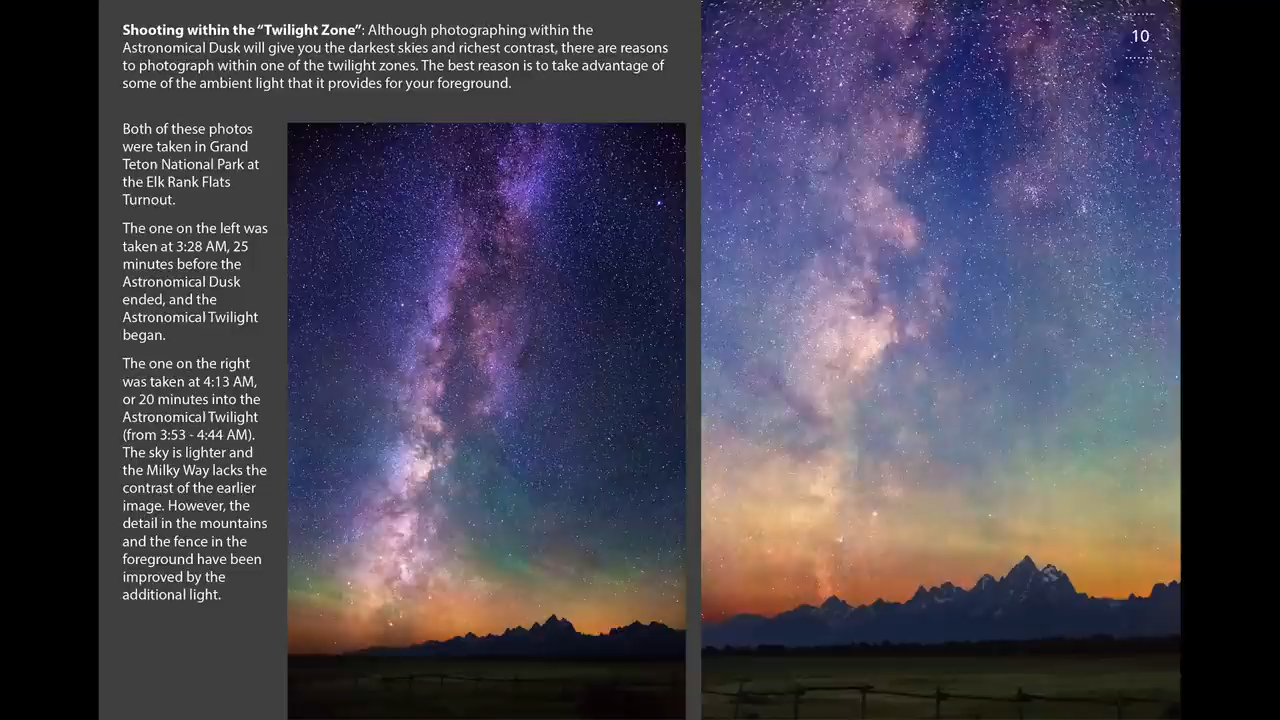 Shooting within the “Twilight Zone”: Although photographing within the
Astronomical Dusk will give you the darkest skies and richest contrast, there are reasons
to photograph within one of the twilight zones. The best reason is to take advantage of
some of the ambient light that it provides for your foreground.
10
Both of these photos
were taken in Grand
Teton National Park at
the Elk Rank Flats
Turnout.
The one on the left was
taken at 3:28 AM, 25
minutes before the
Astronomical Dusk
ended, and the
Astronomical Twilight
began.
The one on the right
was taken at 4:13 AM,
or 20 minutes into the
Astronomical Twilight
(from 3:53 - 4:44 AM).
The sky is lighter and
the Milky Way lacks the
contrast of the earlier
image. However, the
detail in the mountains
and the fence in the
foreground have been
improved by the
additional light.